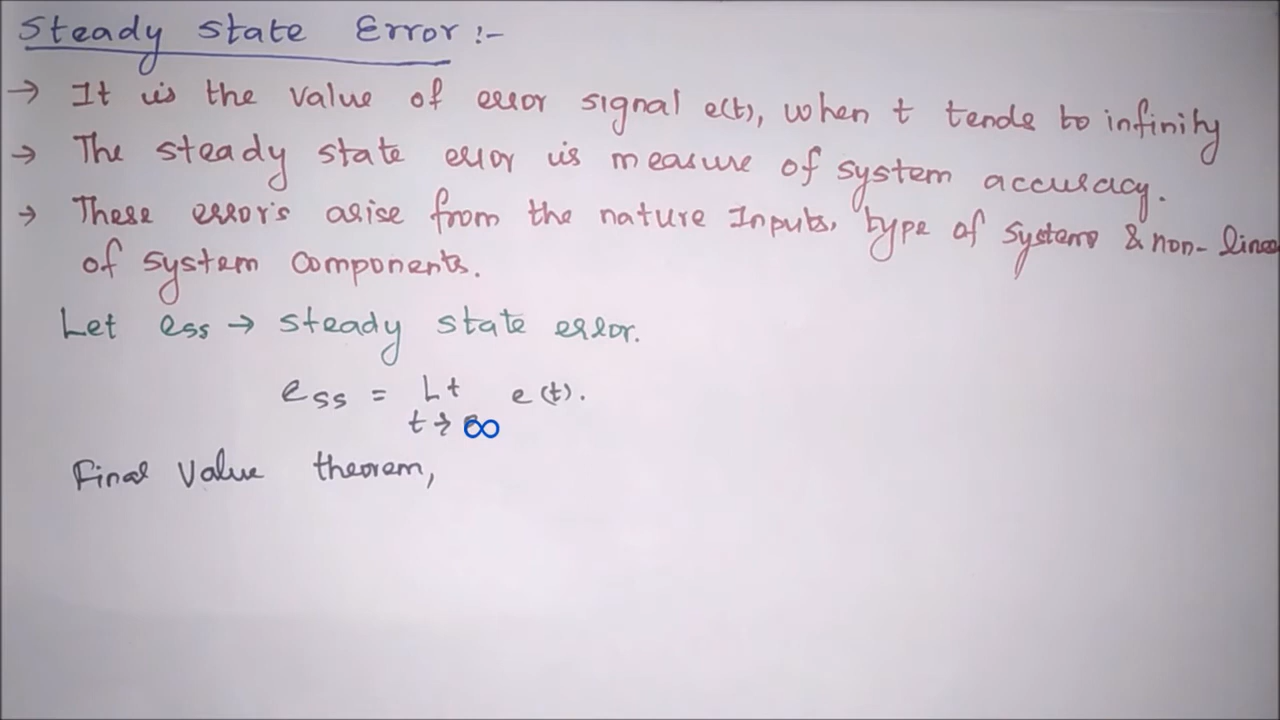 Steady state Error :-
→ It is the value of error signal e(t), when t tends to infinity
→ The steady state error is measure of system accuracy.
→ These error's arise from the nature Inputs, type of systems & non-linea
of system components.
Let ess → steady state error.
ess = Lt e(t).
t→∞
Final Value theorem,